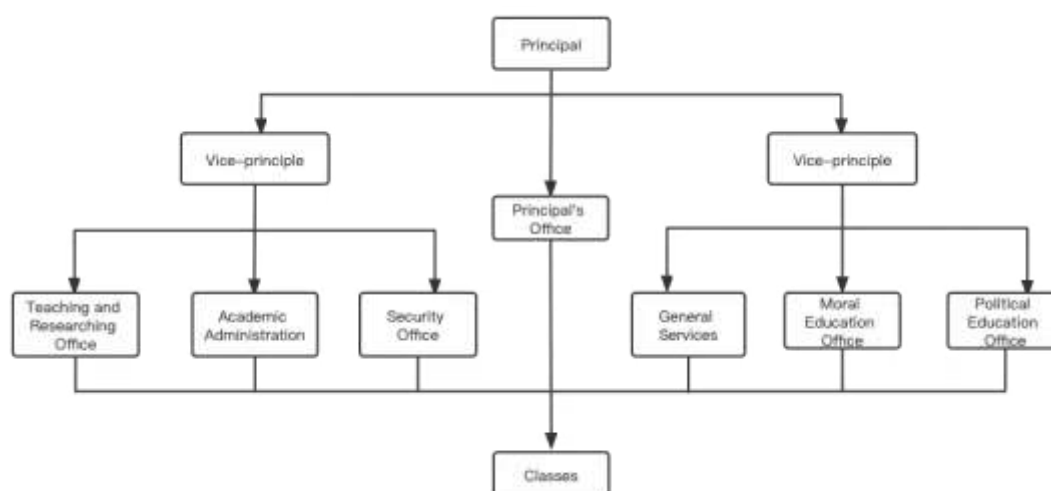 Principal
Vice-principle
Vice-principle
Principal's
Office
Teaching and
Researching
Office
Academic
Administration
Security
Office
General
Services
Moral
Education
Office
Political
Education
Office
Classes